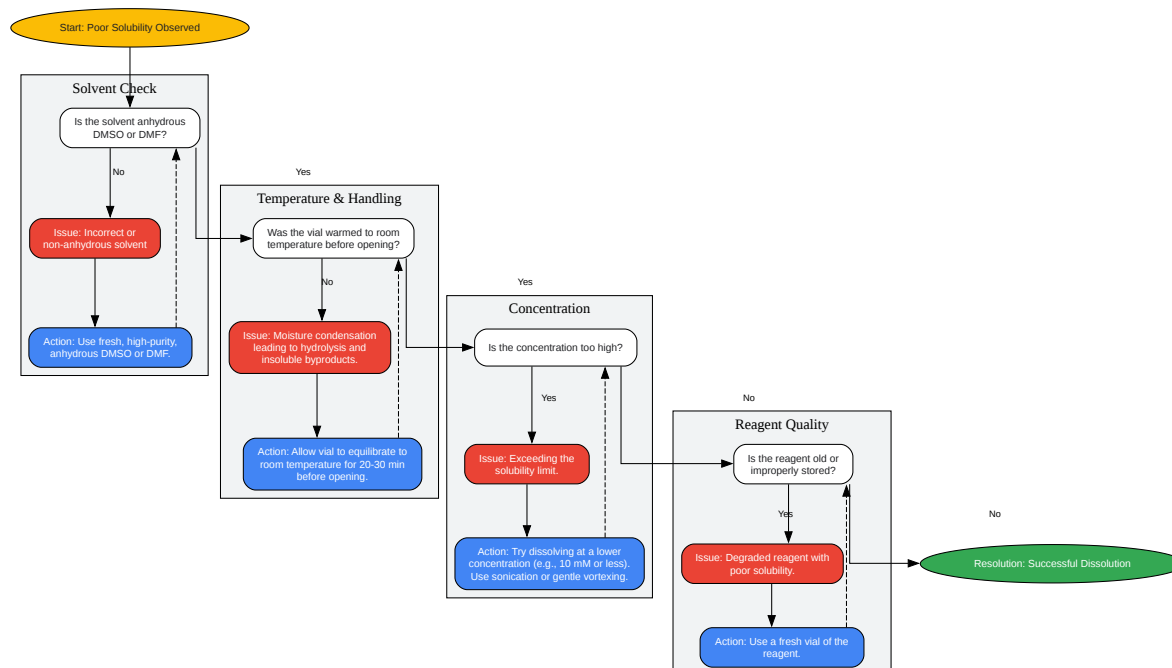 Start: Poor Solubility Observed
Solvent Check
Is the solvent anhydrous
DMSO or DMF?
No
Issue: Incorrect or
non-anhydrous solvent
Action: Use fresh, high-purity,
anhydrous DMSO or DMF.
Yes
Temperature & Handling
Was the vial warmed to room
temperature before opening?
No
Issue: Moisture condensation
leading to hydrolysis and
insoluble byproducts.
Action: Allow vial to equilibrate to
room temperature for 20-30 min
before opening.
Yes
Concentration
Is the concentration too high?
Yes
Issue: Exceeding the
solubility limit.
Action: Try dissolving at a lower
concentration (e.g., 10 mM or less).
Use sonication or gentle vortexing.
No
Reagent Quality
Is the reagent old or
improperly stored?
Yes
Issue: Degraded reagent with
poor solubility.
Action: Use a fresh vial of the
reagent.
No
Resolution: Successful Dissolution